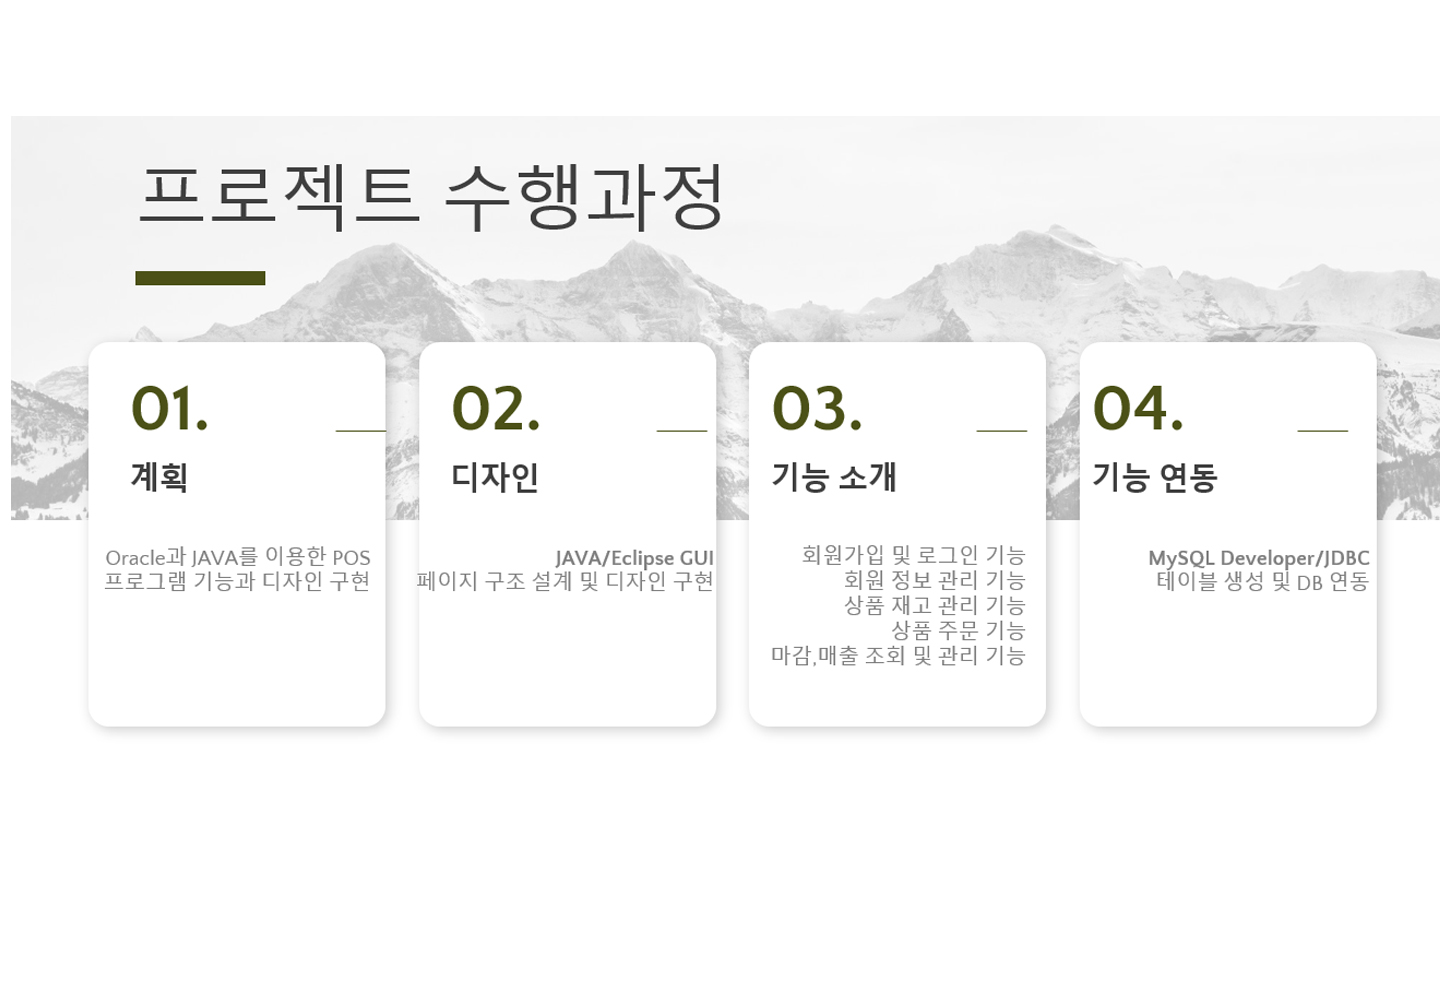 프로젝트 수행과정
01.
계획
Oracle과 JAVA를 이용한 POS
프로그램 기능과 디자인 구현
02.
디자인
JAVA/Eclipse GUI
페이지 구조 설계 및 디자인 구현
03.
기능 소개
회원가입 및 로그인 기능
회원 정보 관리 기능
상품 재고 관리 기능
상품 주문 기능
마감,매출 조회 및 관리 기능
04.
기능 연동
MySQL Developer/JDBC
테이블 생성 및 DB 연동